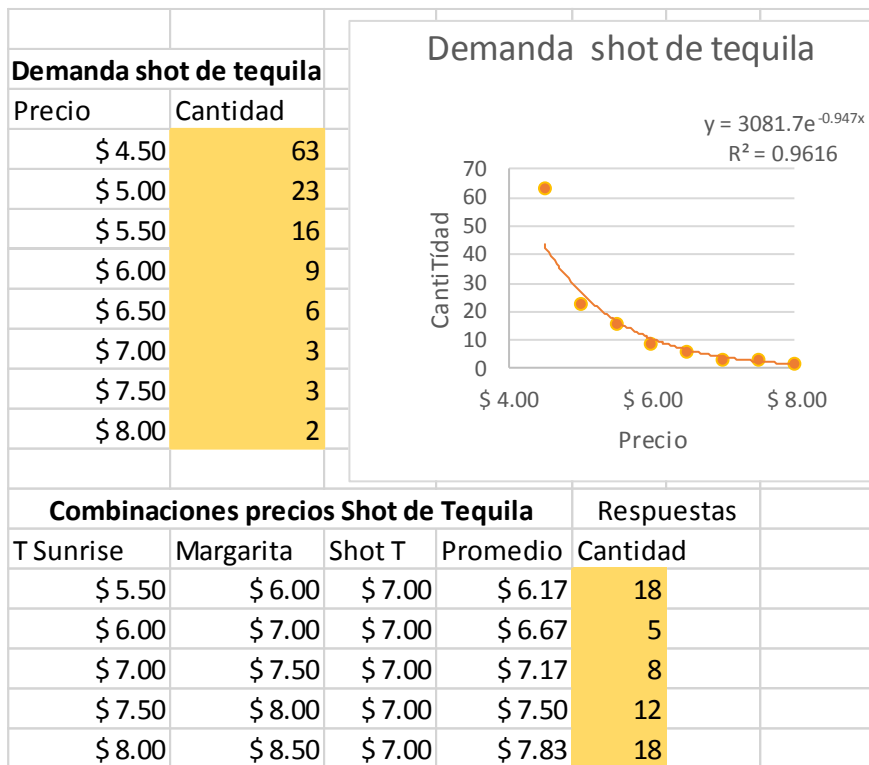 Demanda shot de tequila
Precio Cantidad
$ 4.50 63
$ 5.00 23
$ 5.50 16
$ 6.00 9
$ 6.50 6
$ 7.00 3
$ 7.50 3
$ 8.00 2
Demanda shot de tequila
y = 3081.7e^-0.947x
R² = 0.9616
70
60
50
40
30
20
10
0
CantiTídad
$ 4.00 $ 6.00 $ 8.00
Precio
Combinaciones precios Shot de Tequila Respuestas
T Sunrise Margarita Shot T Promedio Cantidad
$ 5.50 $ 6.00 $ 7.00 $ 6.17 18
$ 6.00 $ 7.00 $ 7.00 $ 6.67 5
$ 7.00 $ 7.50 $ 7.00 $ 7.17 8
$ 7.50 $ 8.00 $ 7.00 $ 7.50 12
$ 8.00 $ 8.50 $ 7.00 $ 7.83 18